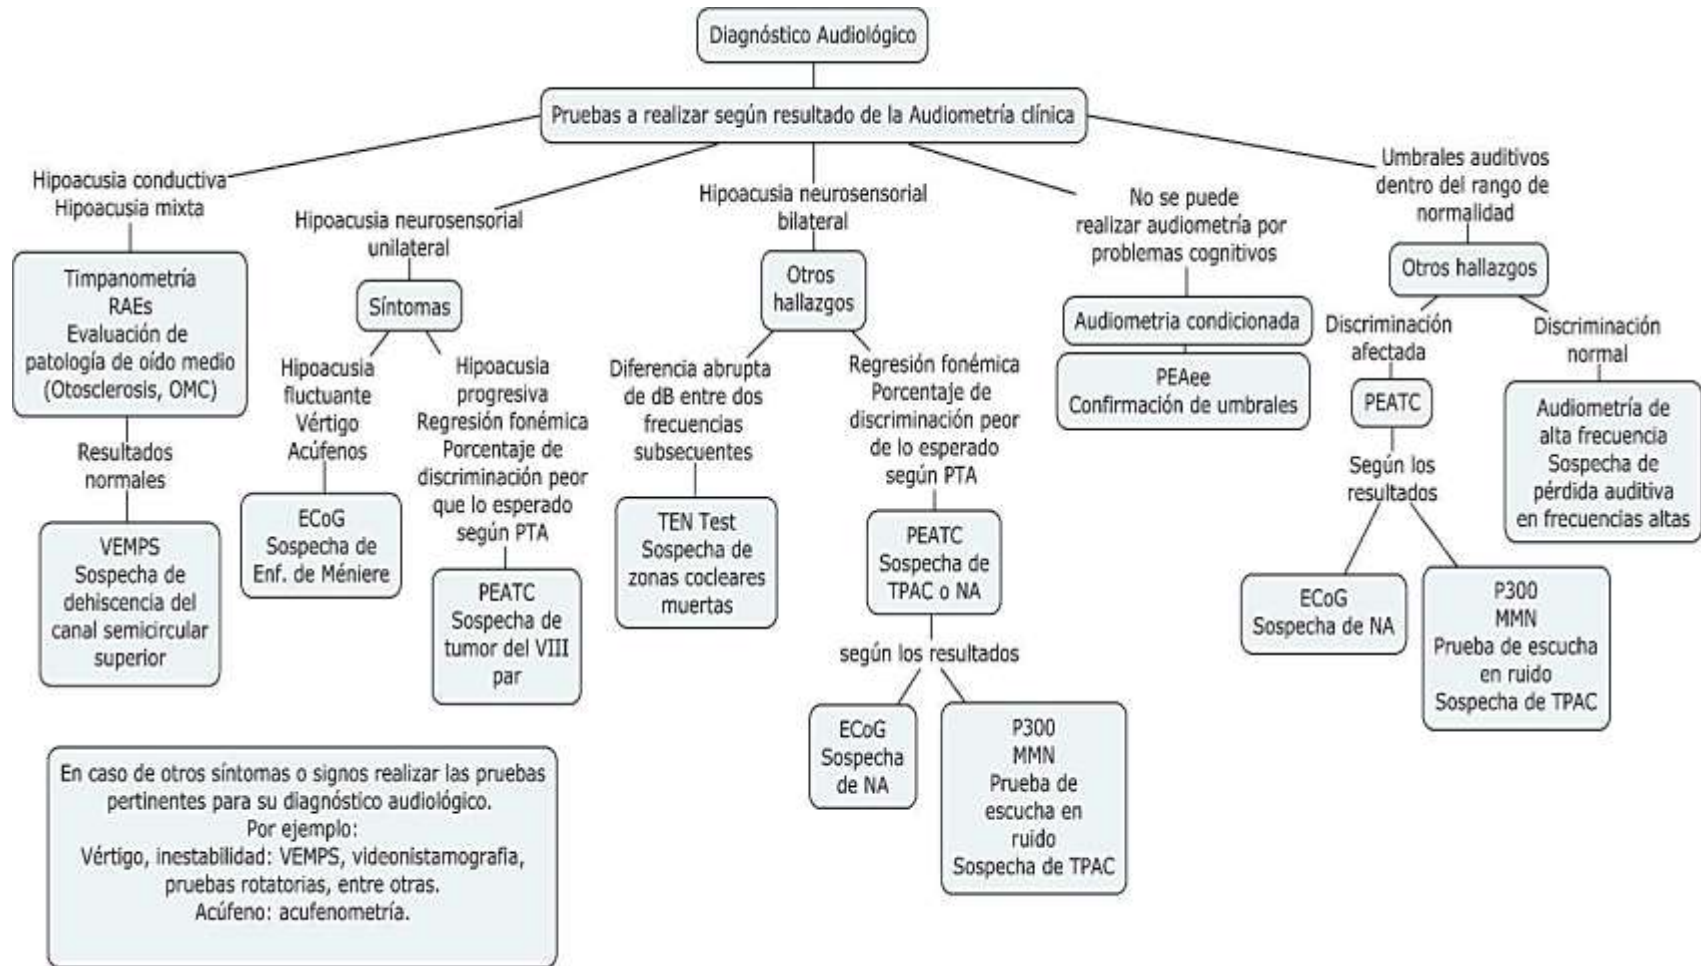 Diagnóstico Audiológico
Pruebas a realizar según resultado de la Audiometría clínica
Hipoacusia conductiva
Hipoacusia mixta
Timpanometría
RAEs
Evaluación de
patología de oído medio
(Otosclerosis, OMC)
Resultados
normales
VEMPS
Sospecha de
dehiscencia del
canal semicircular
superior
Hipoacusia neurosensorial
unilateral
Síntomas
Hipoacusia
fluctuante
Vértigo
Acúfenos
ECoG
Sospecha de
Enf. de Méniere
Hipoacusia
progresiva
Regresión fonémica
Porcentaje de
discriminación peor
que lo esperado
según PTA
PEATC
Sospecha de
tumor del VIII
par
Hipoacusia neurosensorial
bilateral
Otros
hallazgos
Diferencia abrupta
de dB entre dos
frecuencias
subsecuentes
TEN Test
Sospecha de
zonas cocleares
muertas
Regresión fonémica
Porcentaje de
discriminación peor
de lo esperado
según PTA
PEATC
Sospecha de
TPAC o NA
según los resultados
ECoG
Sospecha
de NA
P300
MMN
Prueba de
escucha en
ruido
Sospecha de TPAC
No se puede
realizar audiometría por
problemas cognitivos
Audiometria condicionada
PEAee
Confirmación de umbrales
Umbrales auditivos
dentro del rango de
normalidad
Otros hallazgos
Discriminación
afectada
PEATC
Según los
resultados
ECoG
Sospecha de NA
P300
MMN
Prueba de escucha
en ruido
Sospecha de TPAC
Discriminación
normal
Audiometría de
alta frecuencia
Sospecha de
pérdida auditiva
en frecuencias altas
En caso de otros síntomas o signos realizar las pruebas
pertinentes para su diagnóstico audiológico.
Por ejemplo:
Vértigo, inestabilidad: VEMPS, videonistamografia,
pruebas rotatorias, entre otras.
Acúfeno: acufenometría.